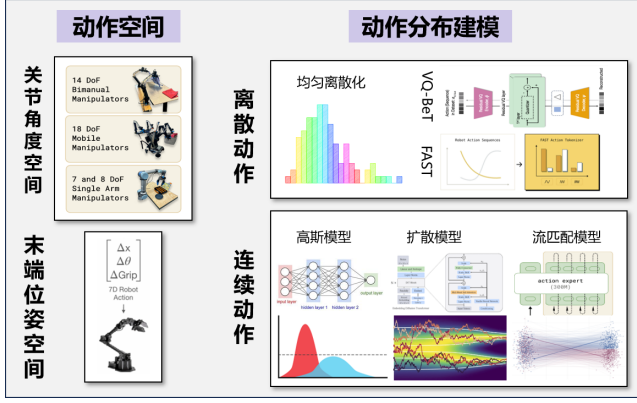 动作空间
动作分布建模
关节角度空间
14 DoF
Bimanual
Manipulators
18 DoF
Mobile
Manipulators
7 and 8 DoF
Single Arm
Manipulators
末端位姿空间
Δx
Δθ
ΔGrip
7D Robot
Action
离散动作
均匀离散化
VQ-BeT
FAST
Robot Action Sequences
FAST Action Tokenizer
连续动作
高斯模型
扩散模型
流匹配模型
input layer
hidden layer 1
hidden layer 2
output layer
action expert
(300M)